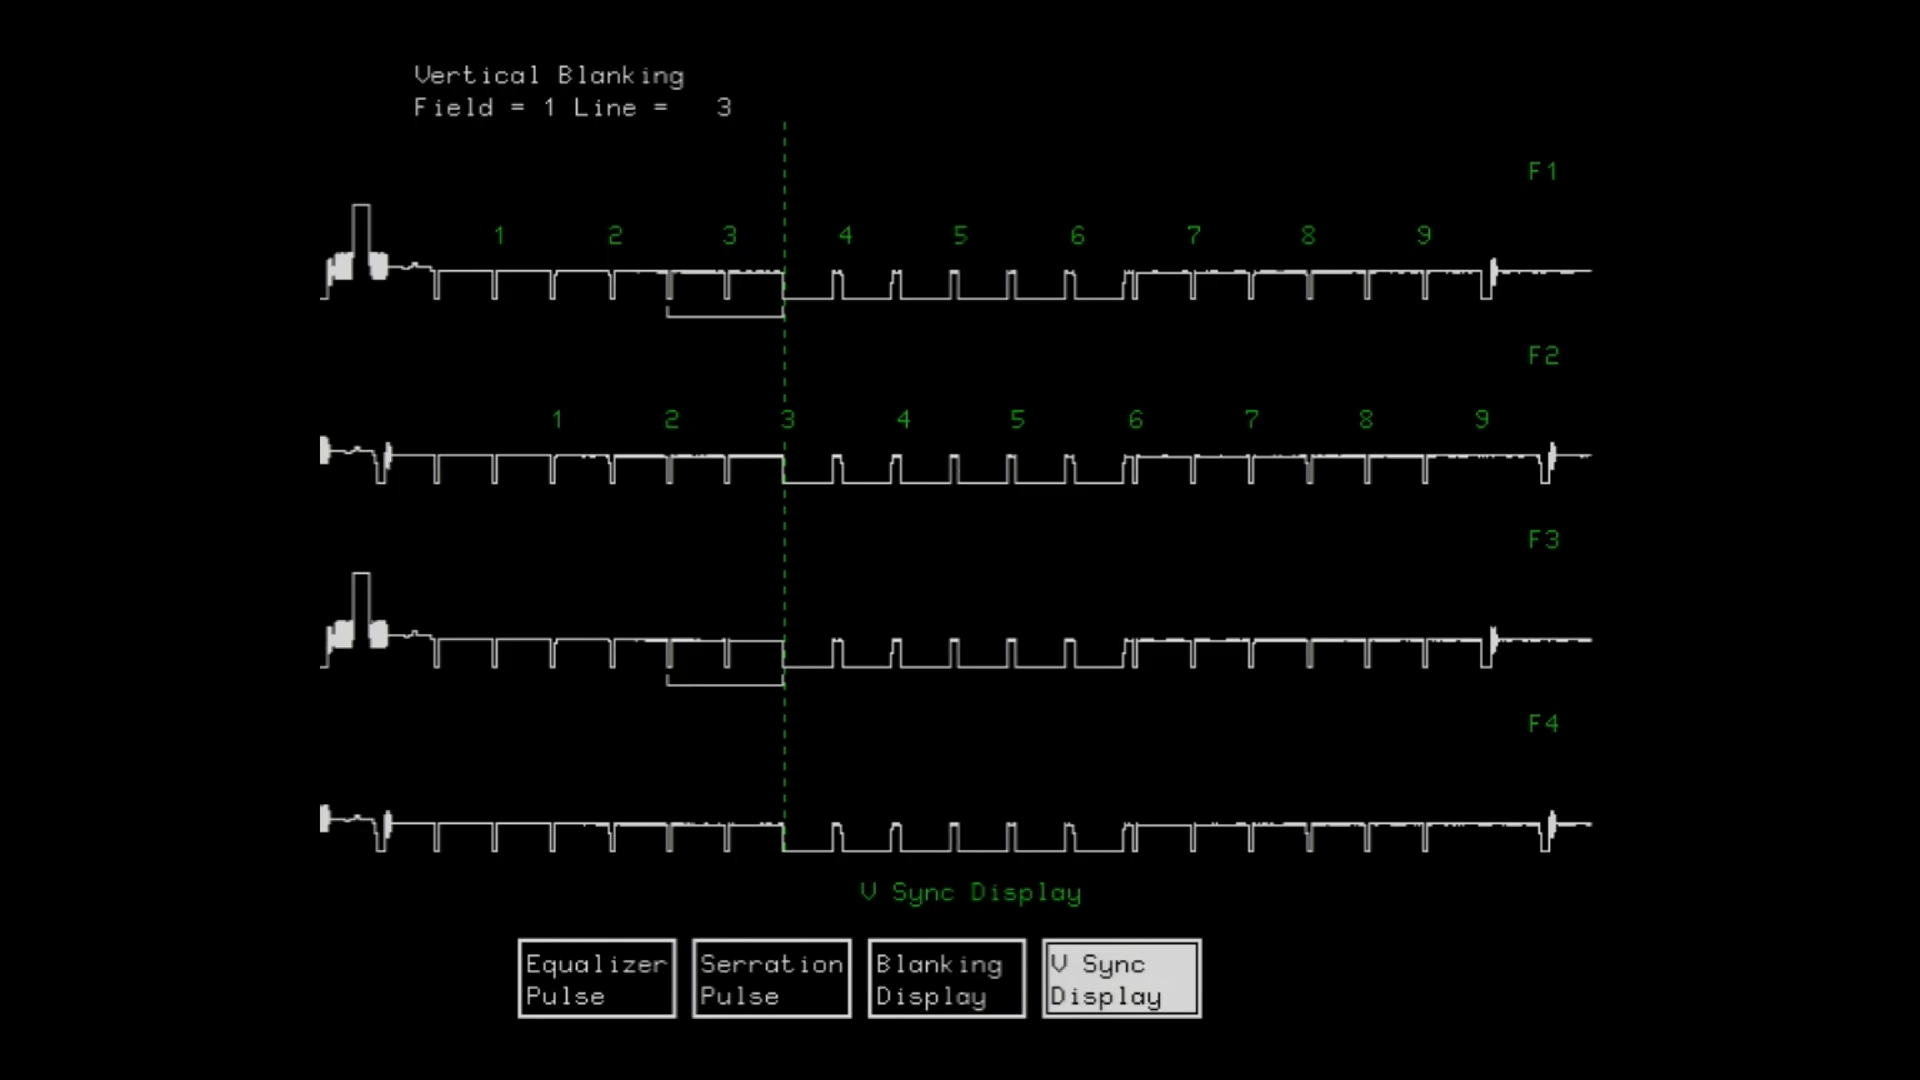 Vertical Blanking
Field = 1 Line = 3
F1
1 2 3 4 5 6 7 8 9
F2
1 2 3 4 5 6 7 8 9
F3
F4
V Sync Display
Equalizer
Pulse
Serration
Pulse
Blanking
Display
V Sync
Display